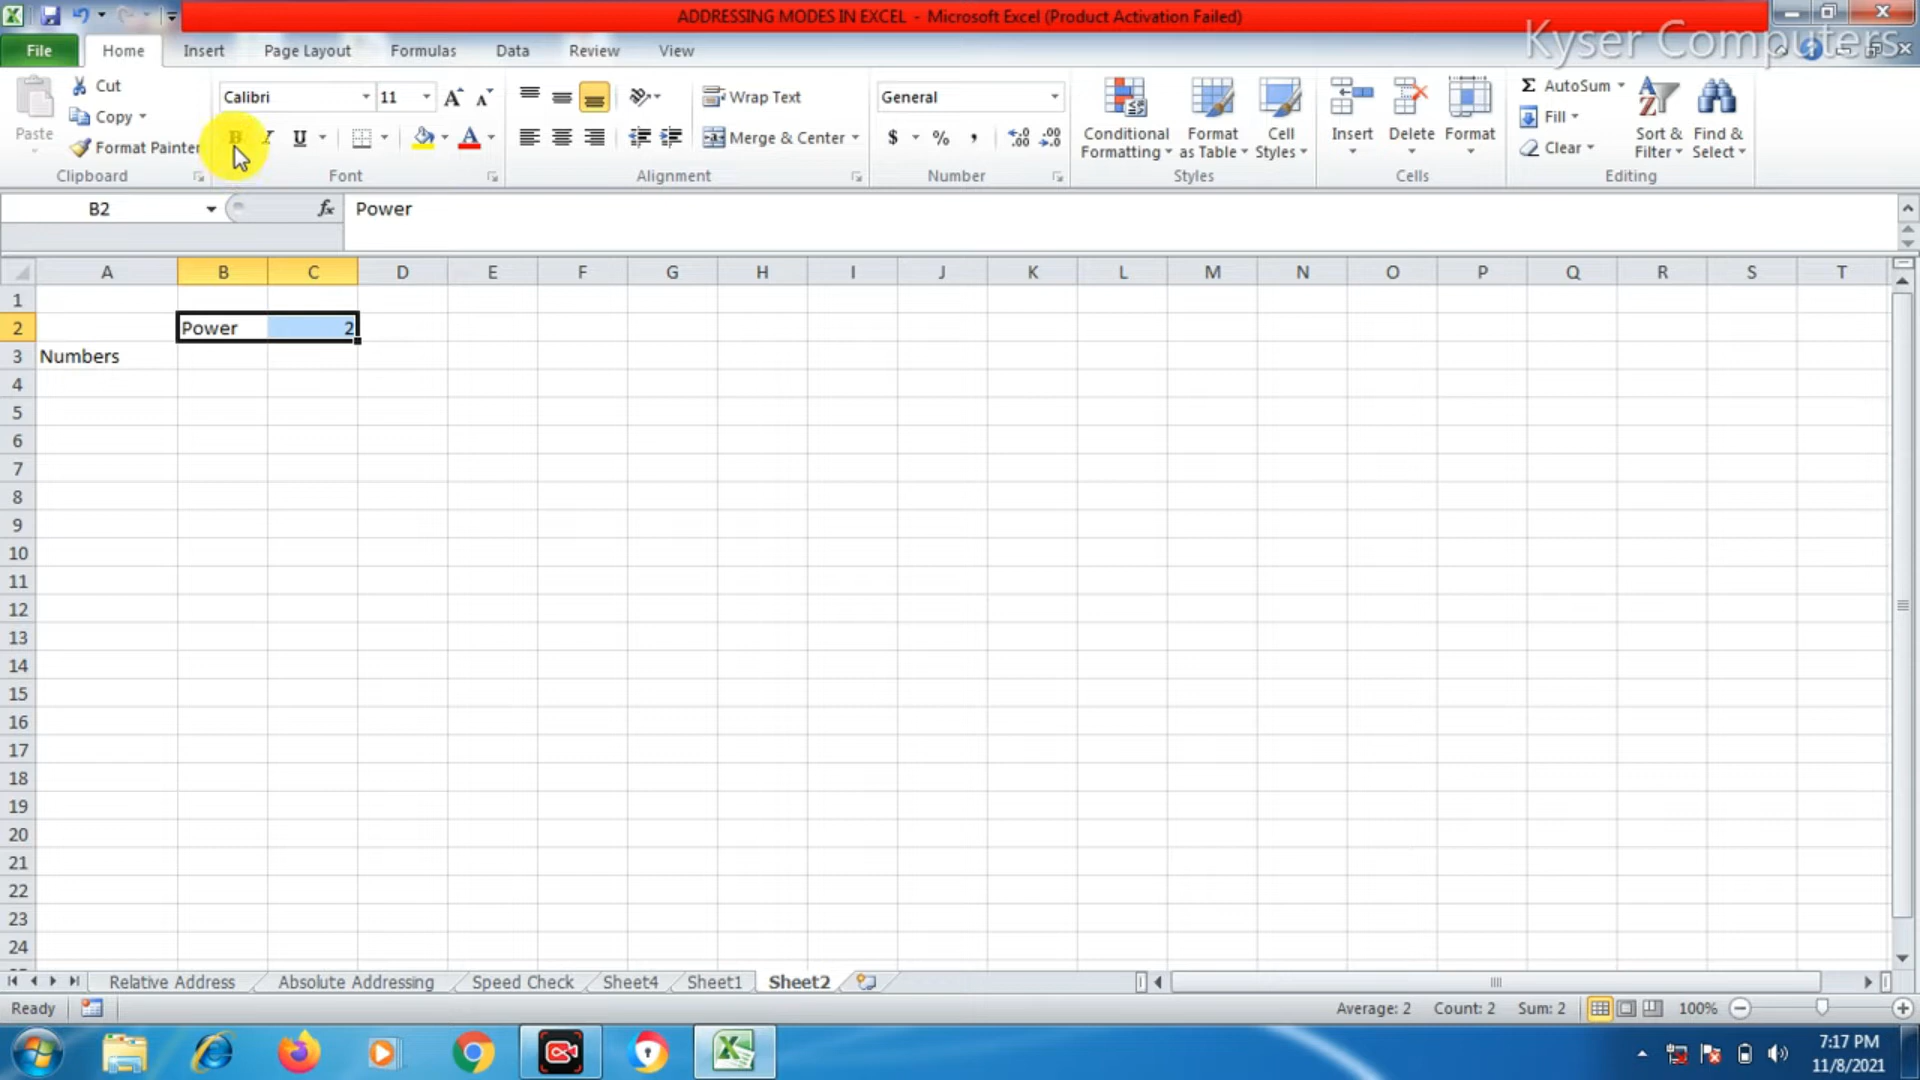 ADDRESSING MODES IN EXCEL - Microsoft Excel (Product Activation Failed)
Kyser Computers
File Home Insert Page Layout Formulas Data Review View
Paste
Cut
Copy
Format Painter
Clipboard
Calibri 11
B I U
Font
Wrap Text
Merge & Center
Alignment
General
$ % , .0 .00 .00 .0
Number
Conditional Formatting
Format as Table
Cell Styles
Styles
Insert
Delete
Format
Cells
Σ AutoSum
Fill
Clear
Sort & Filter
Find & Select
Editing
B2 fx Power
A B C D E F G H I J K L M N O P Q R S T
1
2 Power 2
3 Numbers
4
5
6
7
8
9
10
11
12
13
14
15
16
17
18
19
20
21
22
23
24
Relative Address Absolute Addressing Speed Check Sheet4 Sheet1 Sheet2
Ready Average: 2 Count: 2 Sum: 2 100%
7:17 PM
11/8/2021